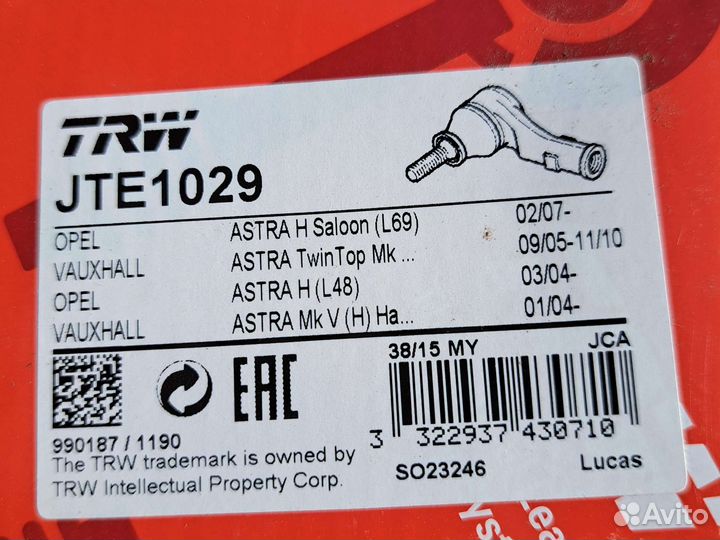 TRW
JTE1029
OPEL ASTRA H Saloon (L69) 02/07-
VAUXHALL ASTRA TwinTop Mk ... 09/05-11/10
OPEL ASTRA H (L48) 03/04-
VAUXHALL ASTRA Mk V (H) Ha... 01/04-
38/15 MY JCA
EAC
990187 / 1190
3 322937 430710
The TRW trademark is owned by
TRW Intellectual Property Corp.
SO23246 Lucas
Avito